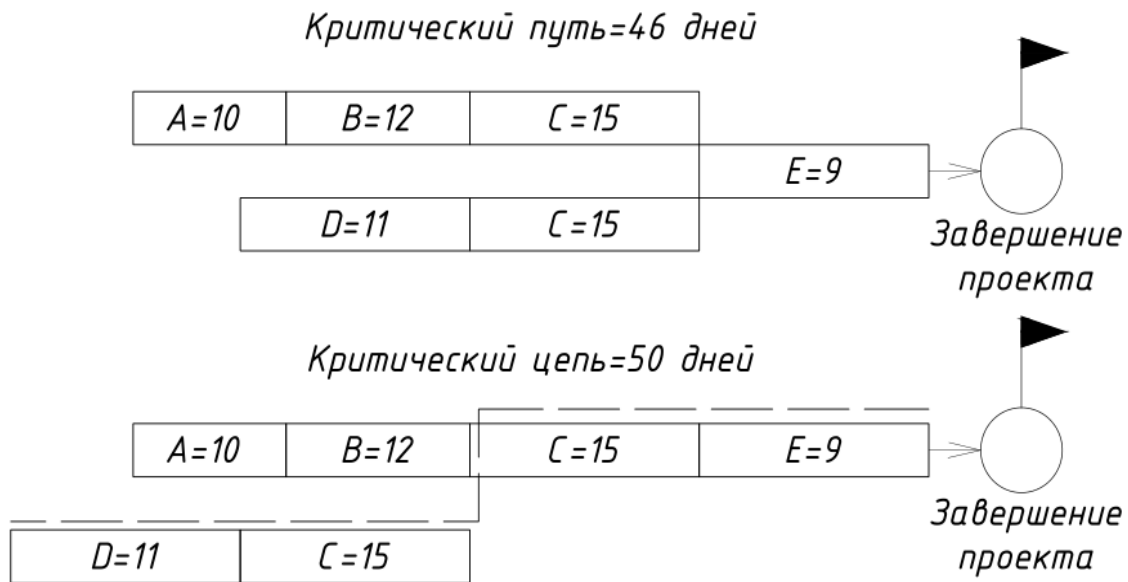 Критический путь=46 дней
A=10 B=12 C=15
E=9
D=11 C=15
Завершение
проекта
Критический цепь=50 дней
A=10 B=12 C=15 E=9
D=11 C=15
Завершение
проекта